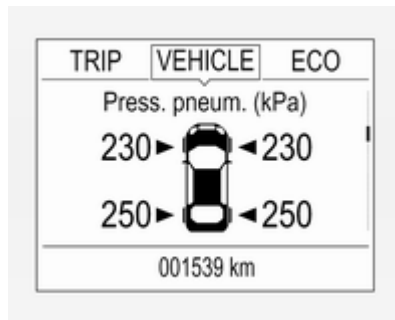 TRIP VEHICLE ECO
Press. pneum. (kPa)
230 230
250 250
001539 km